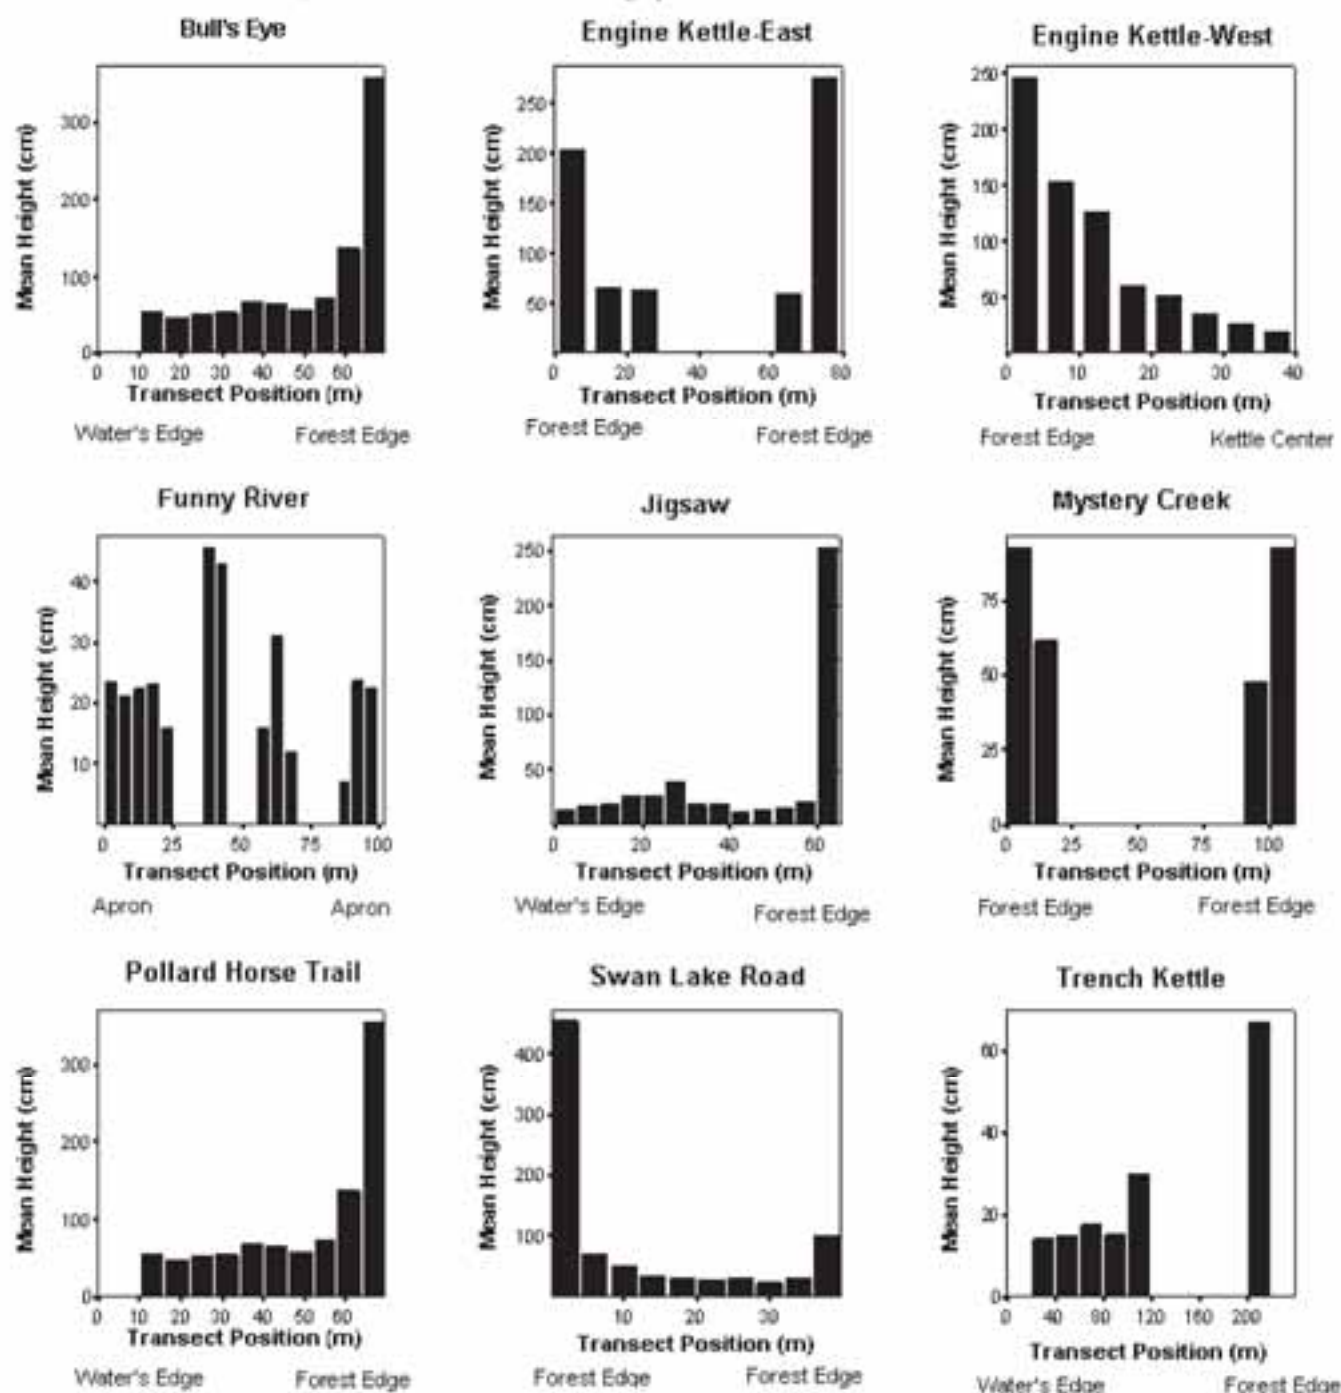 Bull's Eye
Mean Height (cm)
300
200
100
0
0 10 20 30 40 50 60
Transect Position (m)
Water's Edge Forest Edge
Engine Kettle-East
Mean Height (cm)
250
200
150
100
50
0 20 40 60 80
Transect Position (m)
Forest Edge Forest Edge
Engine Kettle-West
Mean Height (cm)
250
200
150
100
50
0 10 20 30 40
Transect Position (m)
Forest Edge Kettle Center
Funny River
Mean Height (cm)
40
30
20
10
0 25 50 75 100
Transect Position (m)
Apron Apron
Jigsaw
Mean Height (cm)
250
200
150
100
50
0 20 40 60
Transect Position (m)
Water's Edge Forest Edge
Mystery Creek
Mean Height (cm)
75
50
25
0
0 25 50 75 100
Transect Position (m)
Forest Edge Forest Edge
Pollard Horse Trail
Mean Height (cm)
300
200
100
0
0 10 20 30 40 50 60
Transect Position (m)
Water's Edge Forest Edge
Swan Lake Road
Mean Height (cm)
400
300
200
100
10 20 30
Transect Position (m)
Forest Edge Forest Edge
Trench Kettle
Mean Height (cm)
60
40
20
0
0 40 80 120 160 200
Transect Position (m)
Water's Edge Forest Edge